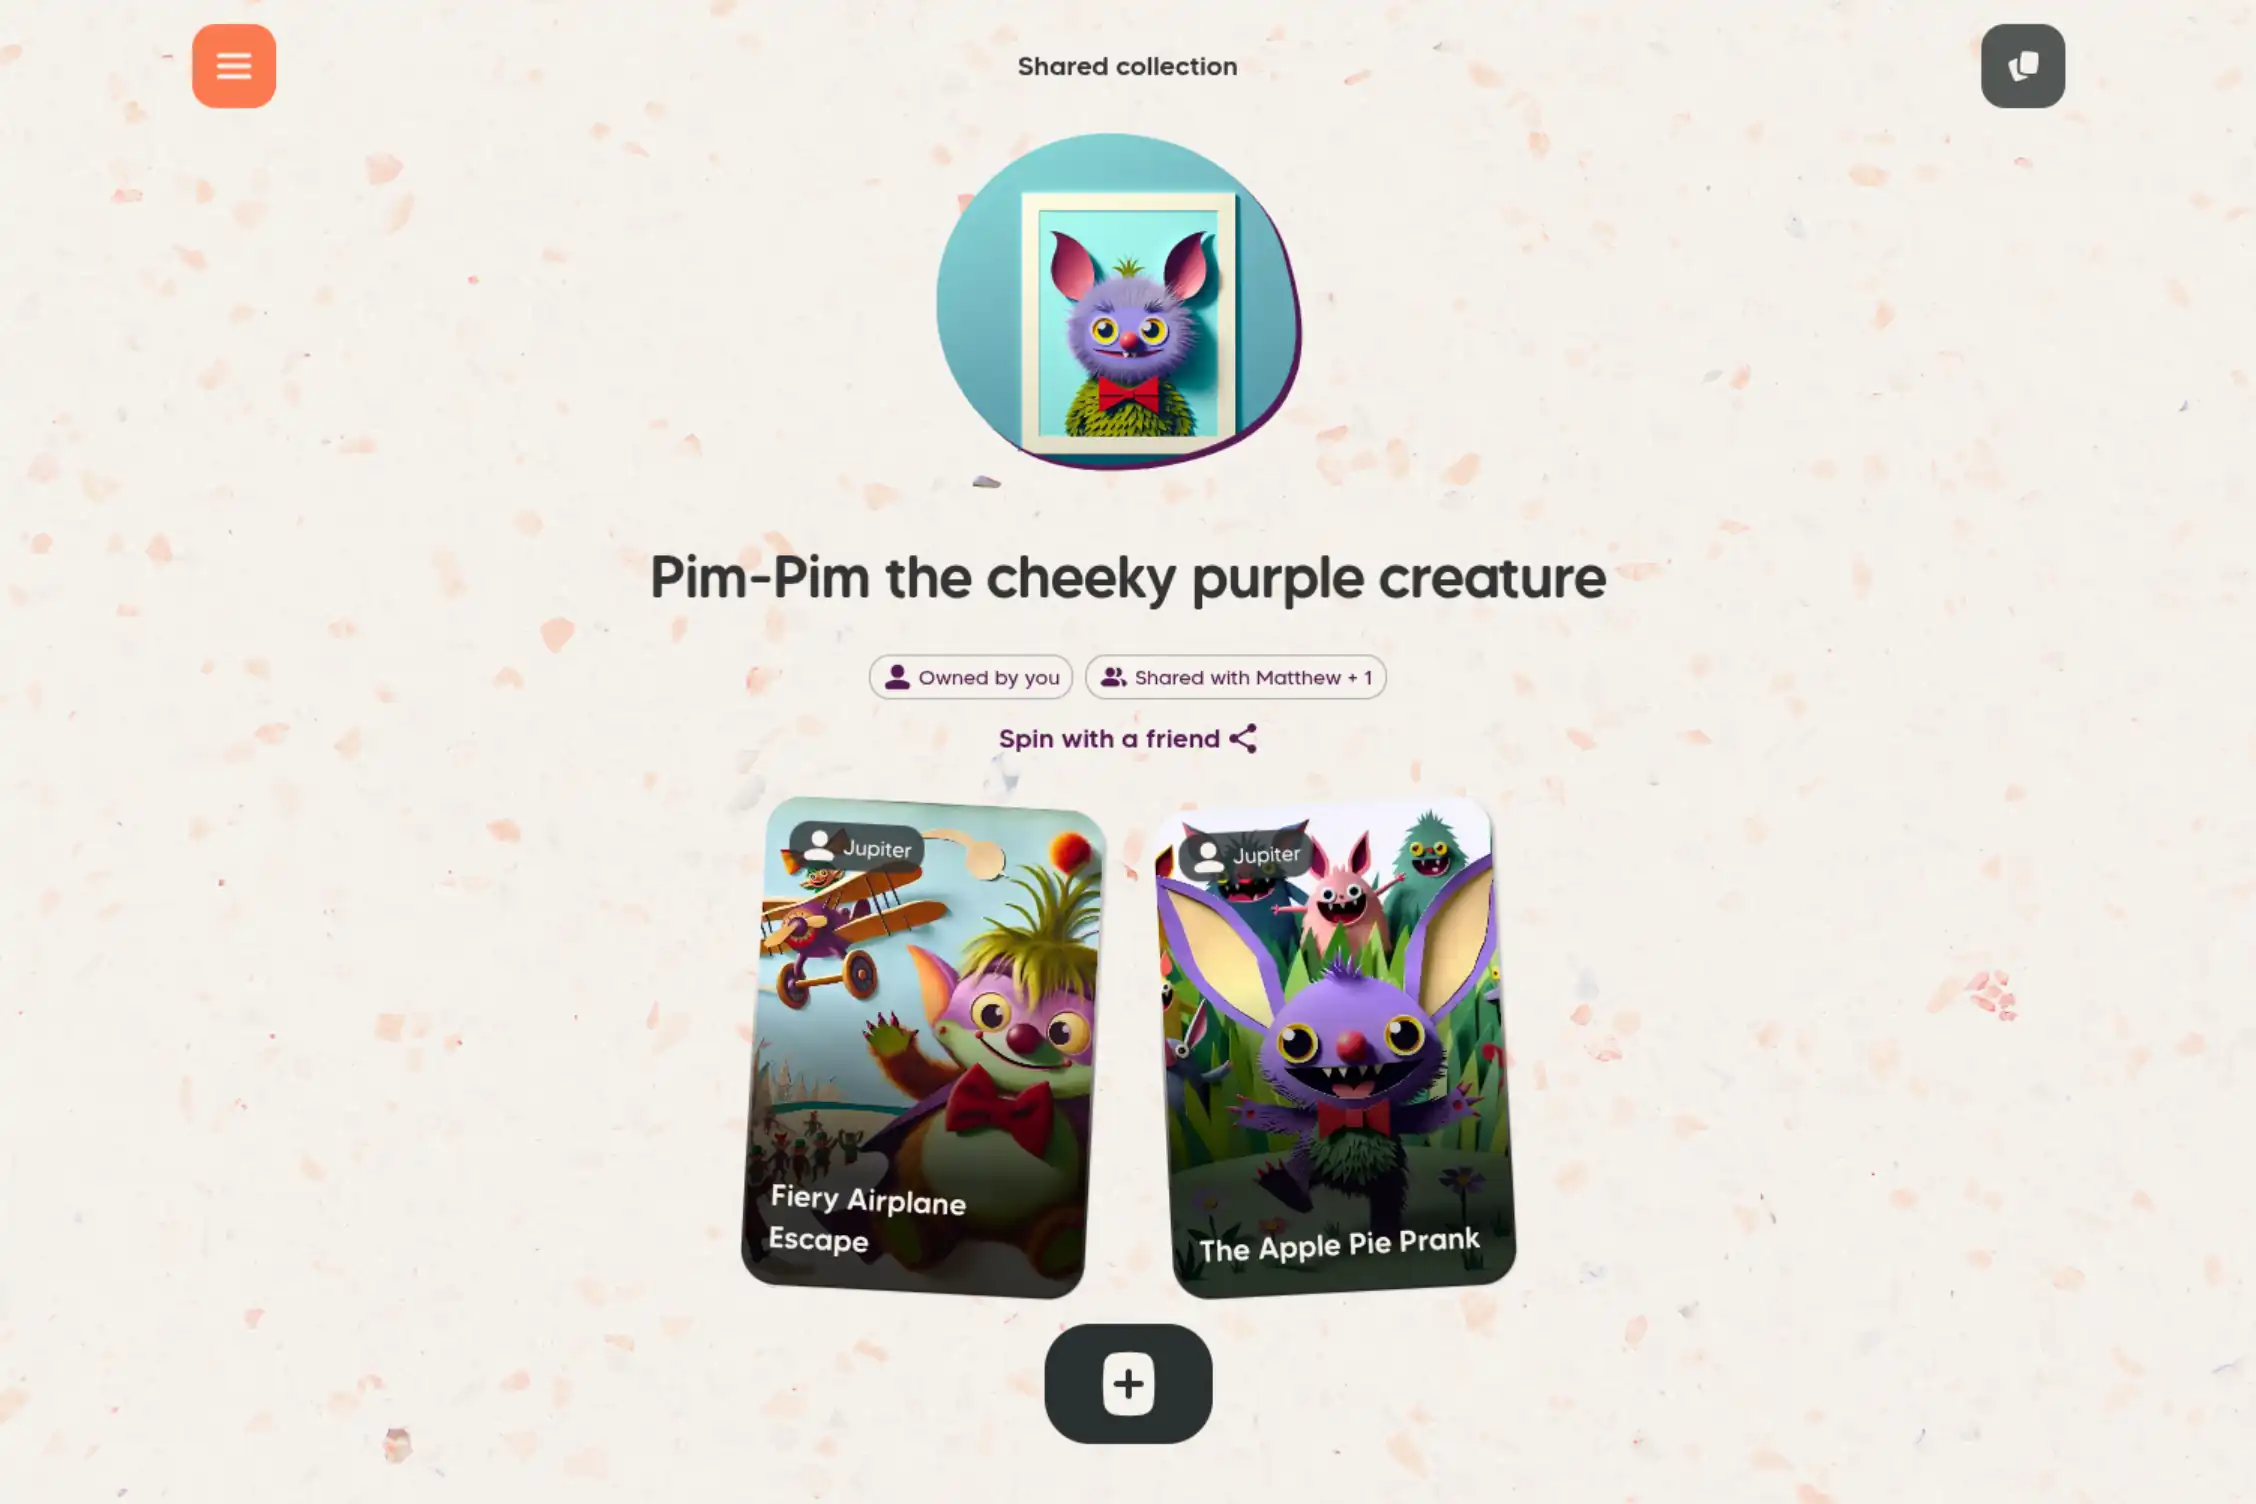 Shared collection
Pim-Pim the cheeky purple creature
Owned by you
Shared with Matthew + 1
Spin with a friend
Jupiter
Fiery Airplane
Escape
Jupiter
The Apple Pie Prank